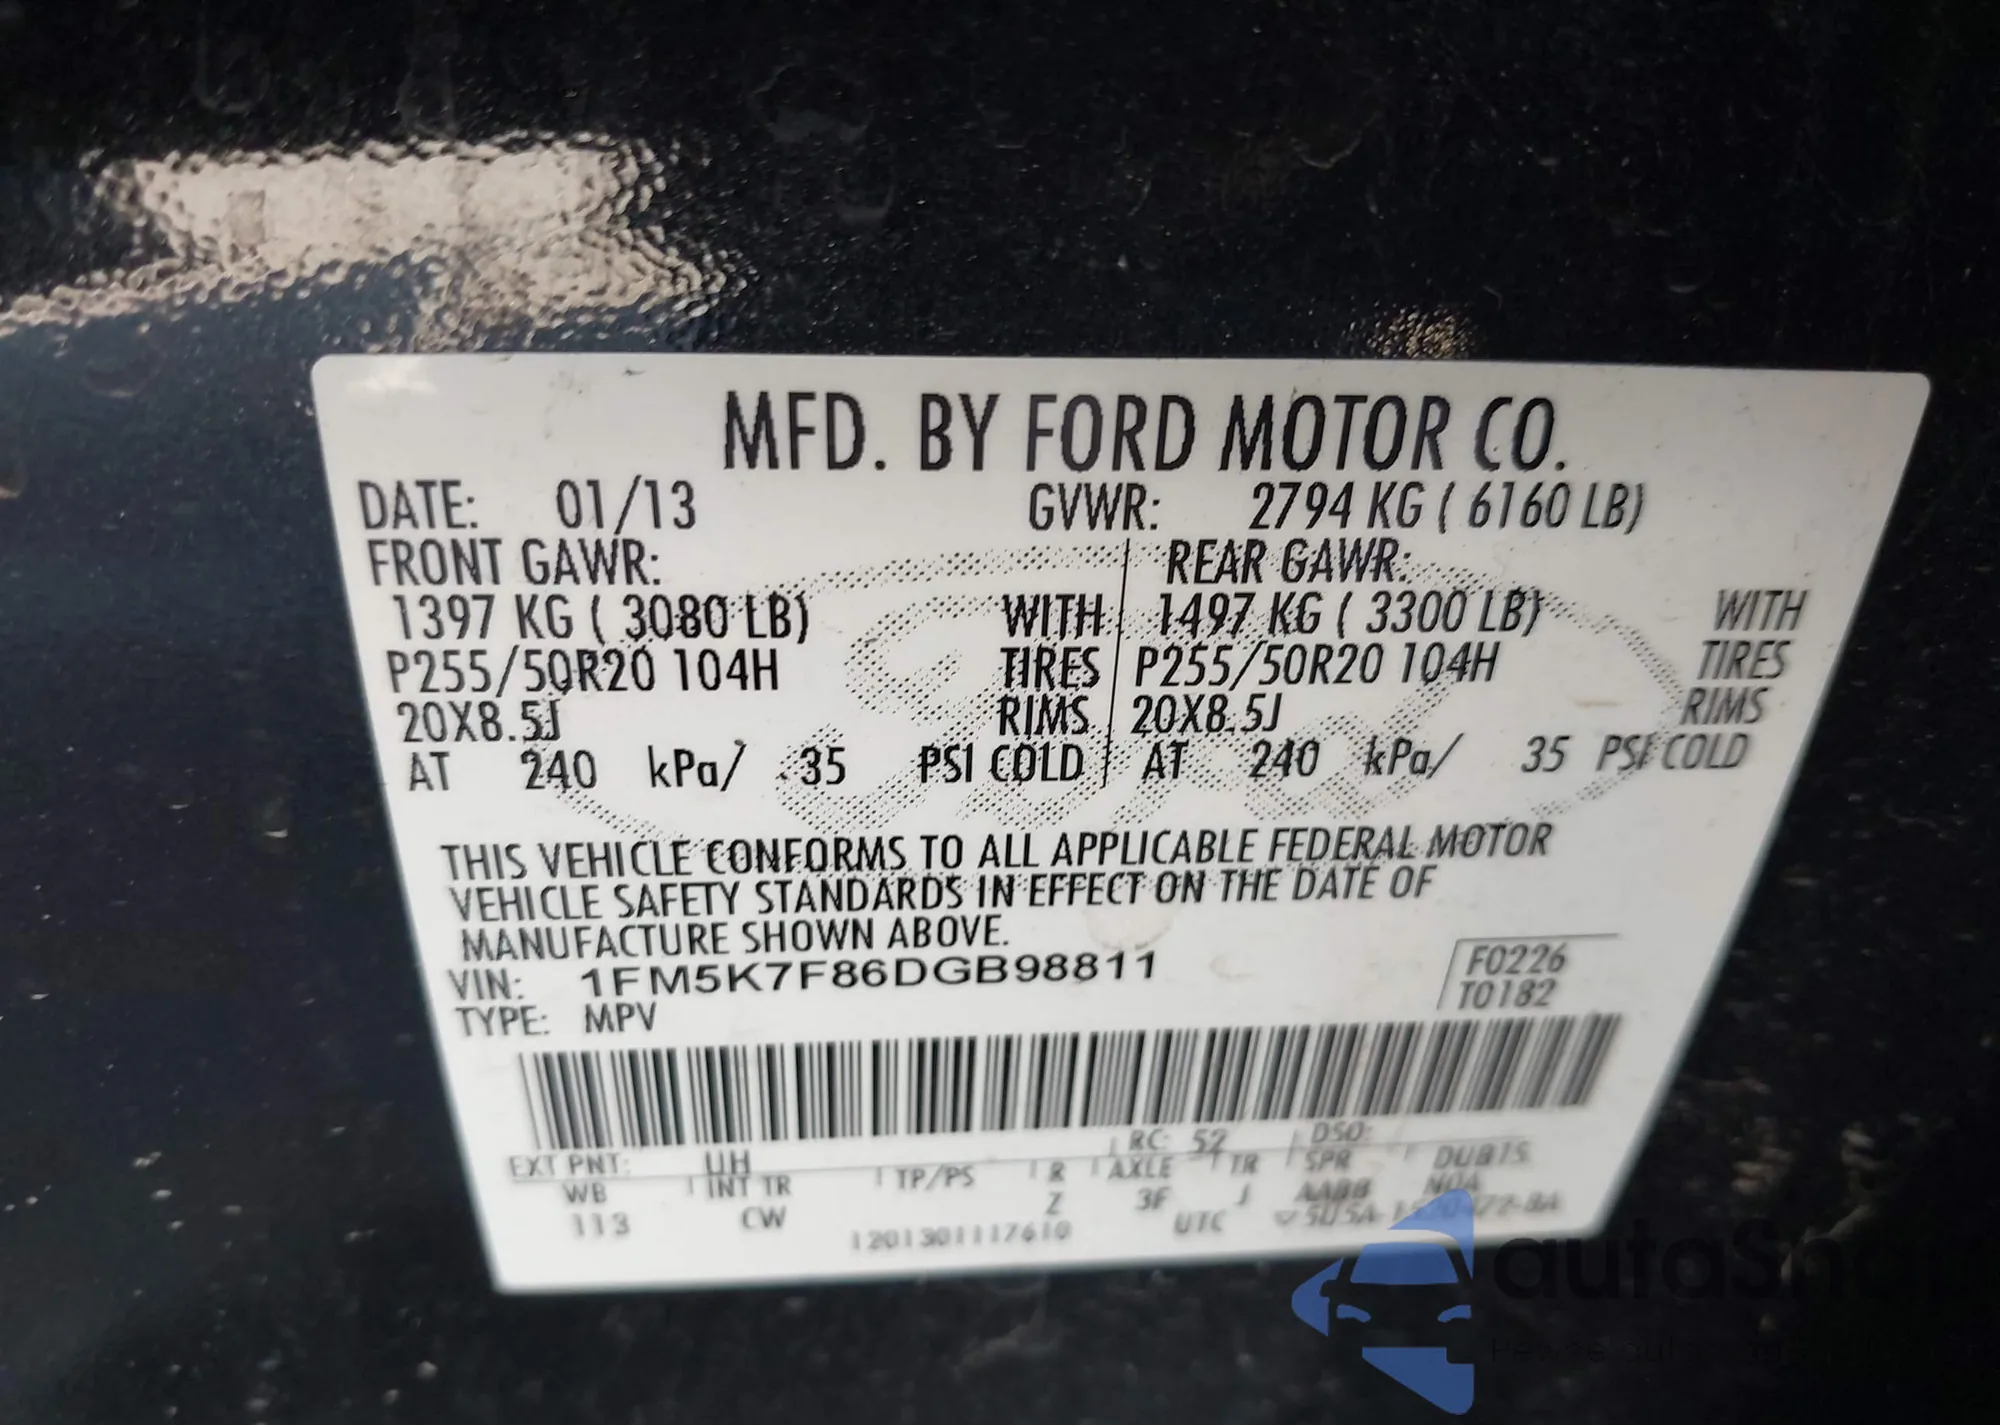 MFD. BY FORD MOTOR CO.
DATE: 01/13 GVWR: 2794 KG ( 6160 LB)
FRONT GAWR: REAR GAWR:
1397 KG ( 3080 LB) WITH 1497 KG ( 3300 LB) WITH
P255/50R20 104H TIRES P255/50R20 104H TIRES
20X8.5J RIMS 20X8.5J RIMS
AT 240 kPa/ 35 PSI COLD AT 240 kPa/ 35 PSI COLD
THIS VEHICLE CONFORMS TO ALL APPLICABLE FEDERAL MOTOR
VEHICLE SAFETY STANDARDS IN EFFECT ON THE DATE OF
MANUFACTURE SHOWN ABOVE.
VIN: 1FM5K7F86DGB98811 F0226
TYPE: MPV T0182
EXT PNT: UH RC: 52 DSO:
WB INT TR TP/PS R AXLE TR SPR
113 CW Z 3F J AABB
1201301117610 UTC
autaSh